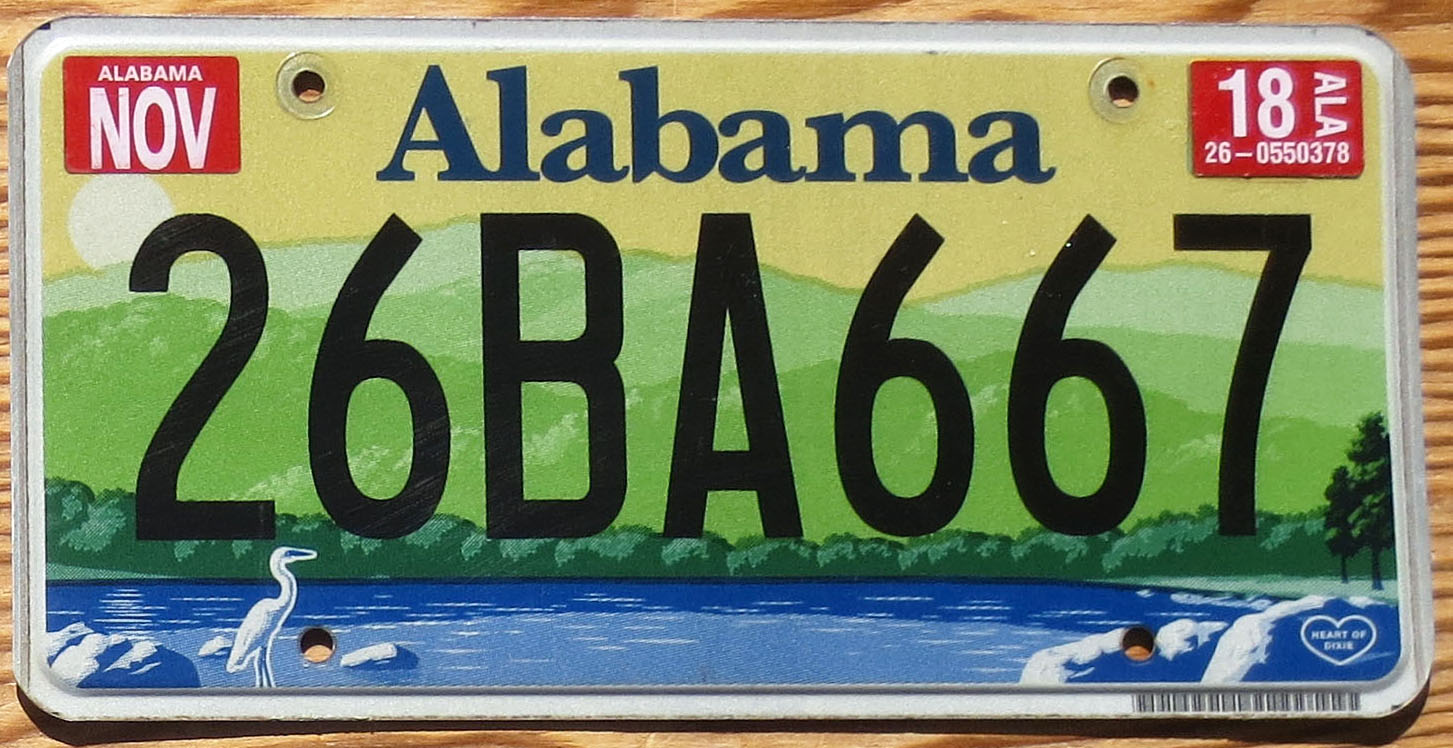 ALABAMA
NOV
Alabama
18
ALA
26-0550378
26BA667
HEART OF
DIXIE